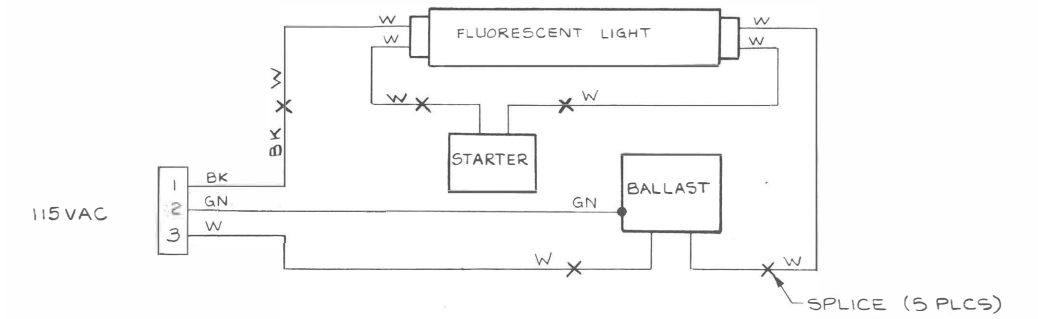 W
W
FLUORESCENT LIGHT
W
W
W
BK
W
W
STARTER
BALLAST
115VAC
1
BK
2
GN
GN
3
W
W
W
SPLICE (5 PLCS)